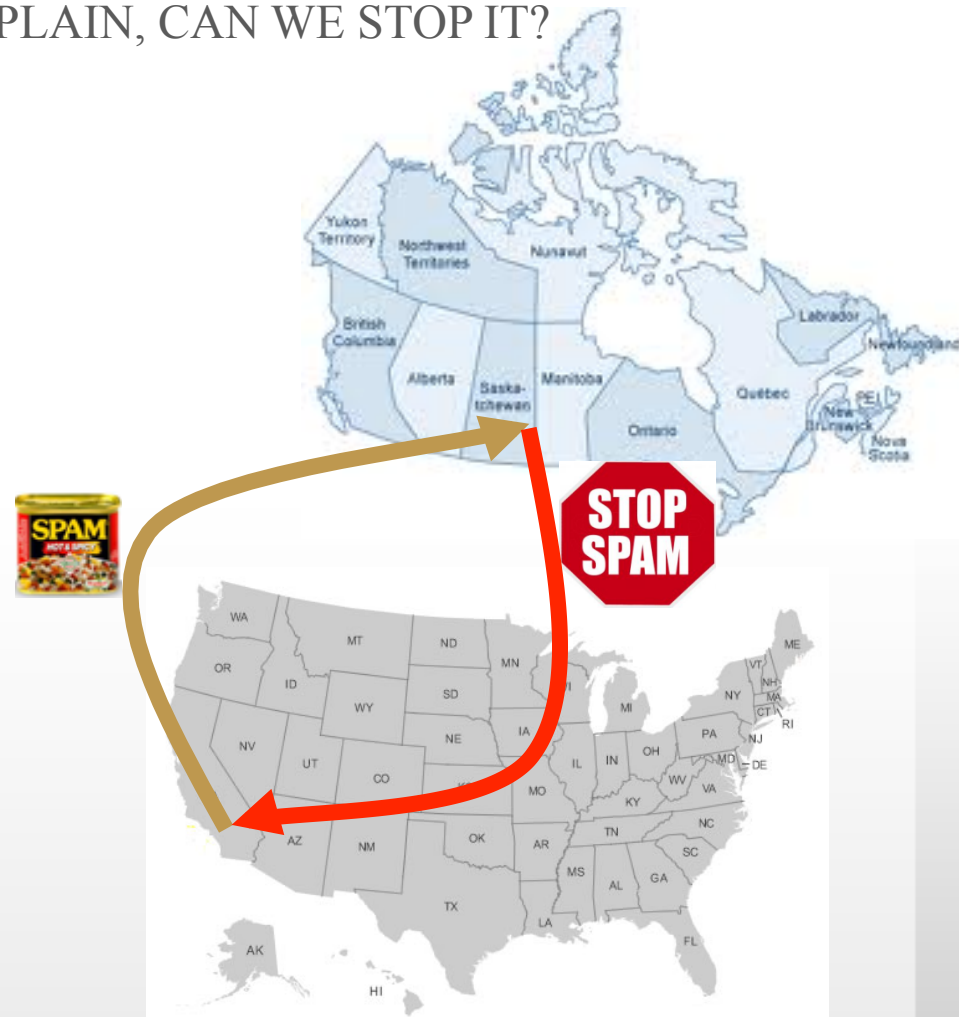 PLAIN, CAN WE STOP IT?
Yukon
Territory
Northwest
Territories
Nunavut
British
Columbia
Alberta
Saska-
tchewan
Manitoba
Ontario
Québec
Labrador
Newfoundland
PEI
New
Brunswick
Nova
Scotia
SPAM
HOT & SPICY
STOP
SPAM
WA
MT
ND
MN
OR
ID
WY
SD
WI
MI
NY
VT
NH
ME
MA
CT
RI
NV
UT
CO
NE
IA
IL
IN
OH
PA
NJ
MD
DE
WV
VA
MO
KY
NC
TN
SC
AZ
NM
OK
AR
MS
AL
GA
TX
LA
FL
AK
HI